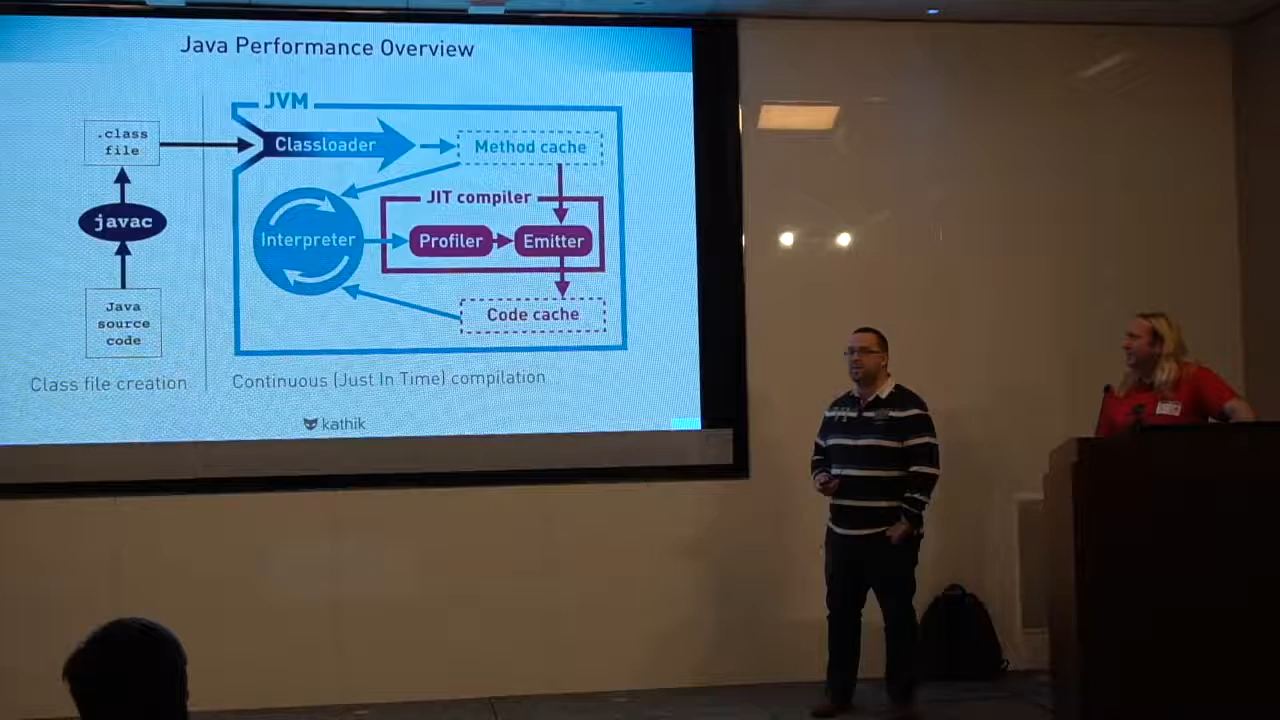 Java Performance Overview
JVM
.class
file
Classloader
Method cache
javac
JIT compiler
Interpreter
Profiler
Emitter
Java
source
code
Code cache
Class file creation
Continuous (Just In Time) compilation
kathik